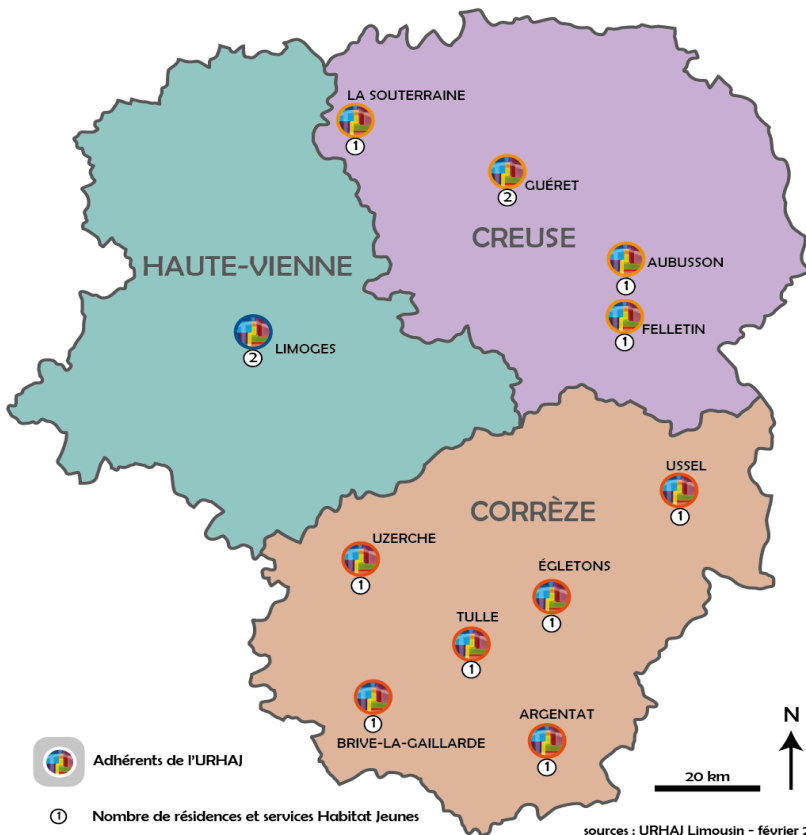 LA SOUTERRAINE
1
GUÉRET
2
CREUSE
HAUTE-VIENNE
AUBUSSON
1
FELLETIN
1
LIMOGES
2
USSEL
1
CORRÈZE
UZERCHE
1
ÉGLETONS
1
TULLE
1
BRIVE-LA-GAILLARDE
1
ARGENTAT
1
N
20 km
Adhérents de l'URHAJ
1 Nombre de résidences et services Habitat Jeunes
sources : URHAJ Limousin - février